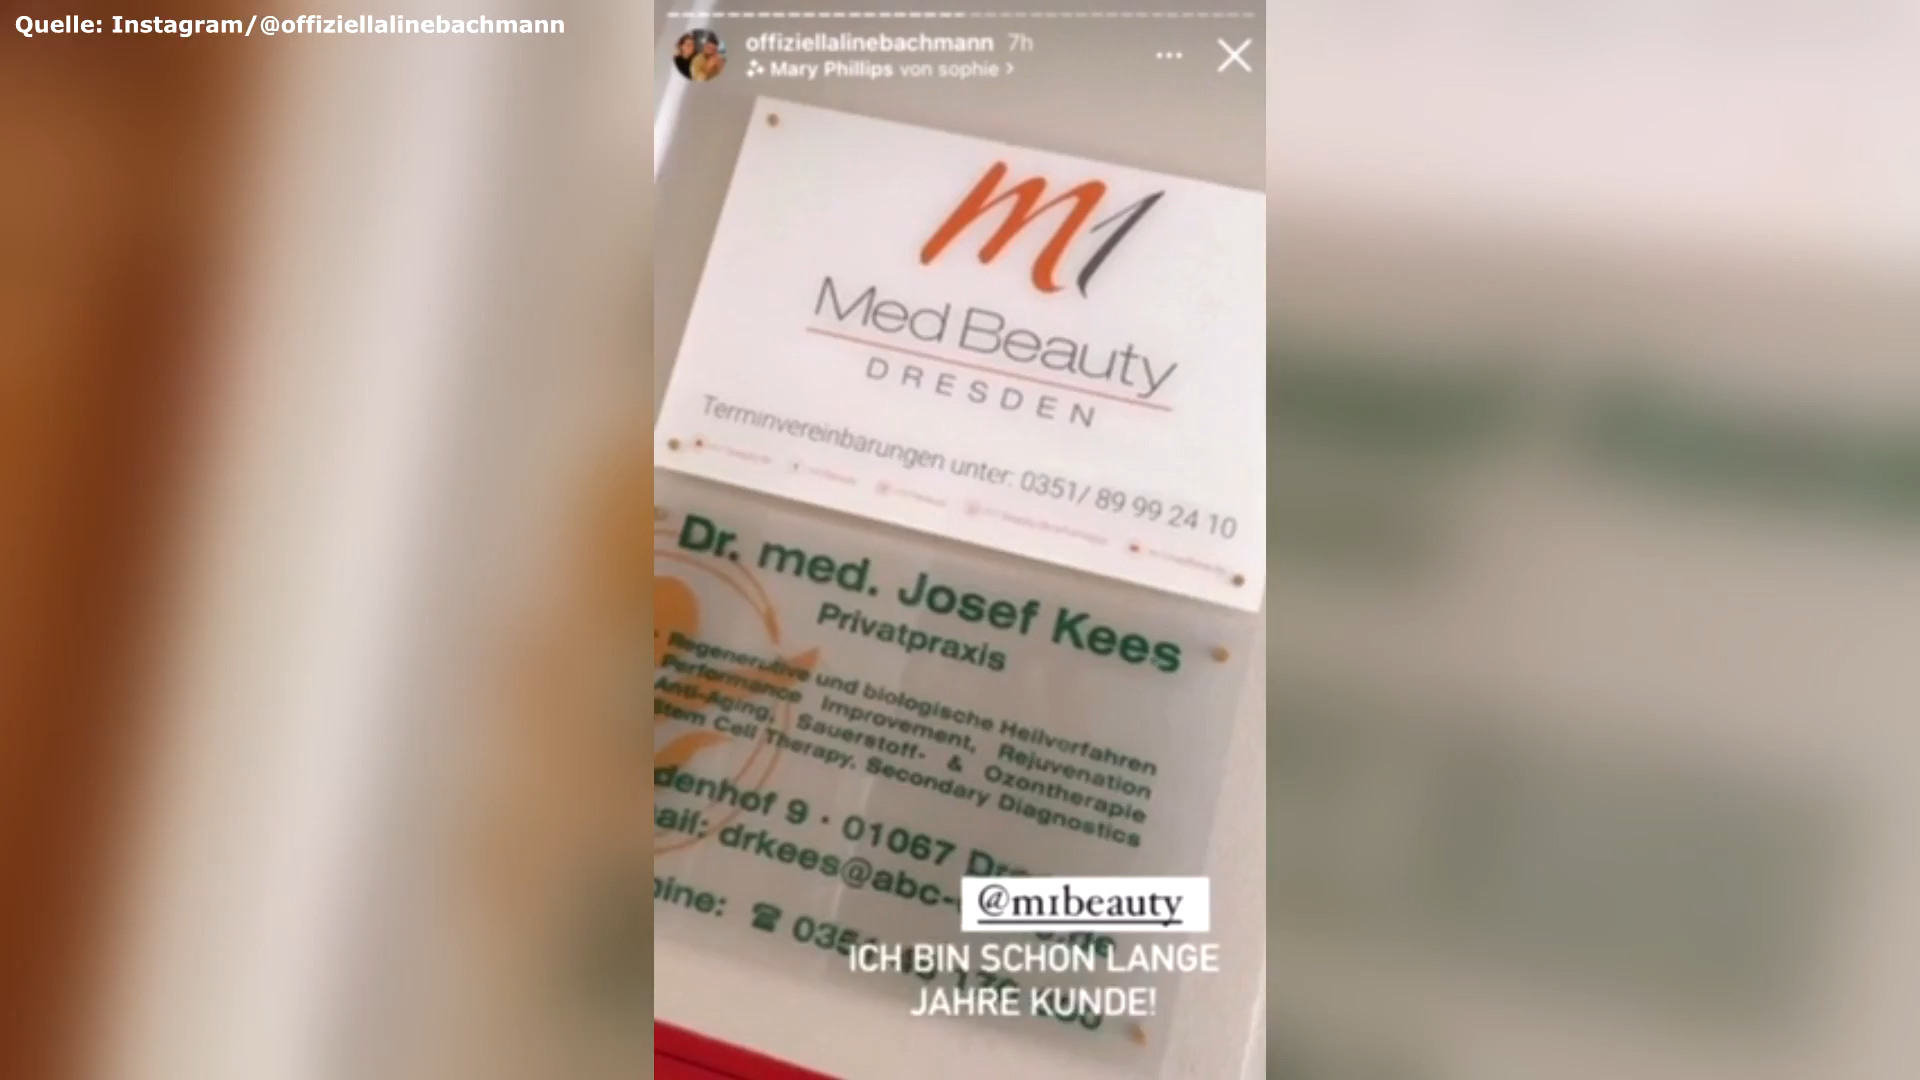 Quelle: Instagram/@offiziellalinebachmann
offiziellalinebachmann 7h
Mary Phillips von sophie >
m1
Med Beauty
DRESDEN
Terminvereinbarungen unter: 0351/ 89 99 24 10
Dr. med. Josef Kees
Privatpraxis
Regenerative und biologische Heilverfahren
Performance Improvement, Rejuvenation
Anti-Aging, Sauerstoff- & Ozontherapie
Stem Cell Therapy, Secondary Diagnostics
denhof 9 · 01067
ail: drkees@abc-
@m1beauty
ICH BIN SCHON LANGE
JAHRE KUNDE!